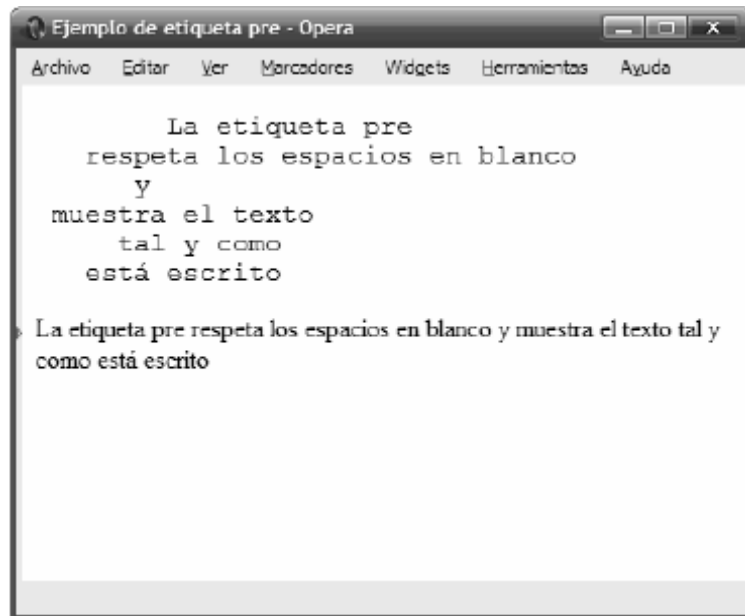 Ejemplo de etiqueta pre - Opera
Archivo Editar Ver Marcadores Widgets Herramientas Ayuda
La etiqueta pre
respeta los espacios en blanco
y
muestra el texto
tal y como
está escrito
La etiqueta pre respeta los espacios en blanco y muestra el texto tal y
como está escrito